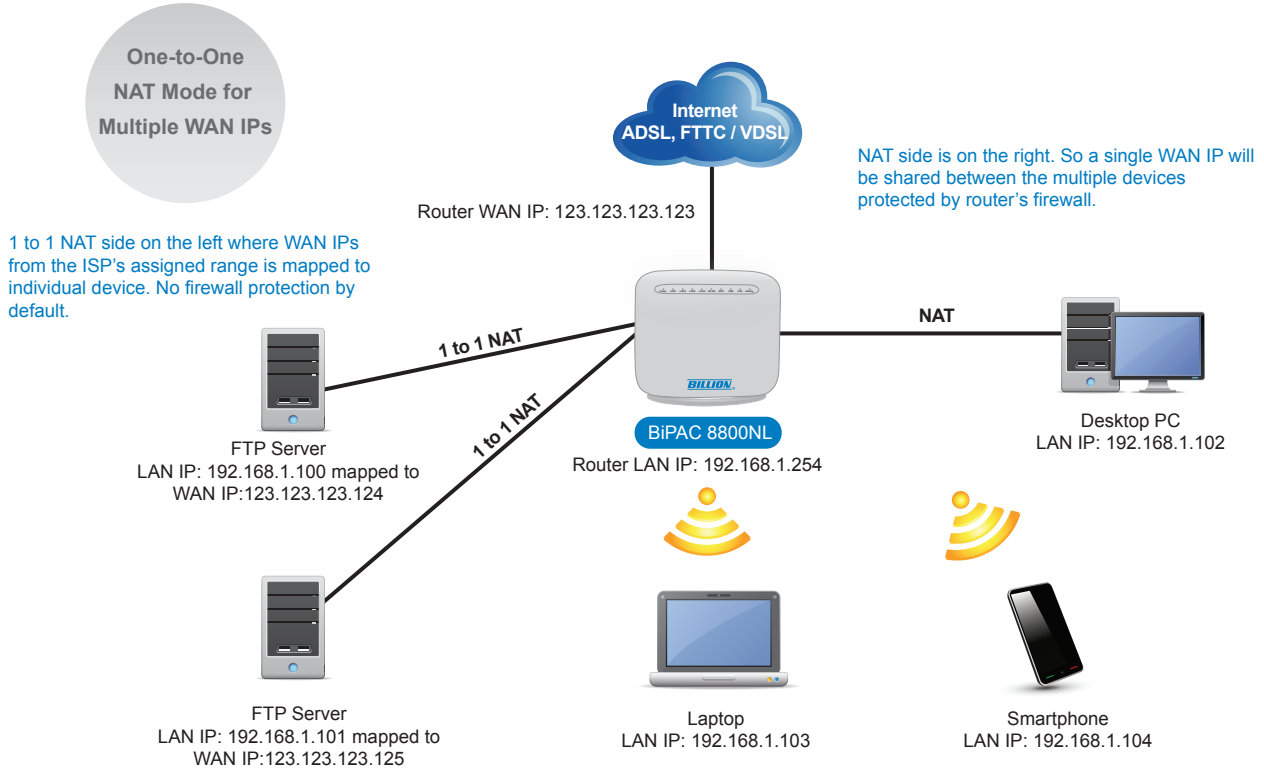 One-to-One
NAT Mode for
Multiple WAN IPs
Internet
ADSL, FTTC / VDSL
NAT side is on the right. So a single WAN IP will
be shared between the multiple devices
protected by router's firewall.
Router WAN IP: 123.123.123.123
1 to 1 NAT side on the left where WAN IPs
from the ISP's assigned range is mapped to
individual device. No firewall protection by
default.
1 to 1 NAT
NAT
BILLION
1 to 1 NAT
BiPAC 8800NL
Router LAN IP: 192.168.1.254
Desktop PC
LAN IP: 192.168.1.102
FTP Server
LAN IP: 192.168.1.100 mapped to
WAN IP:123.123.123.124
FTP Server
LAN IP: 192.168.1.101 mapped to
WAN IP:123.123.123.125
Laptop
LAN IP: 192.168.1.103
Smartphone
LAN IP: 192.168.1.104